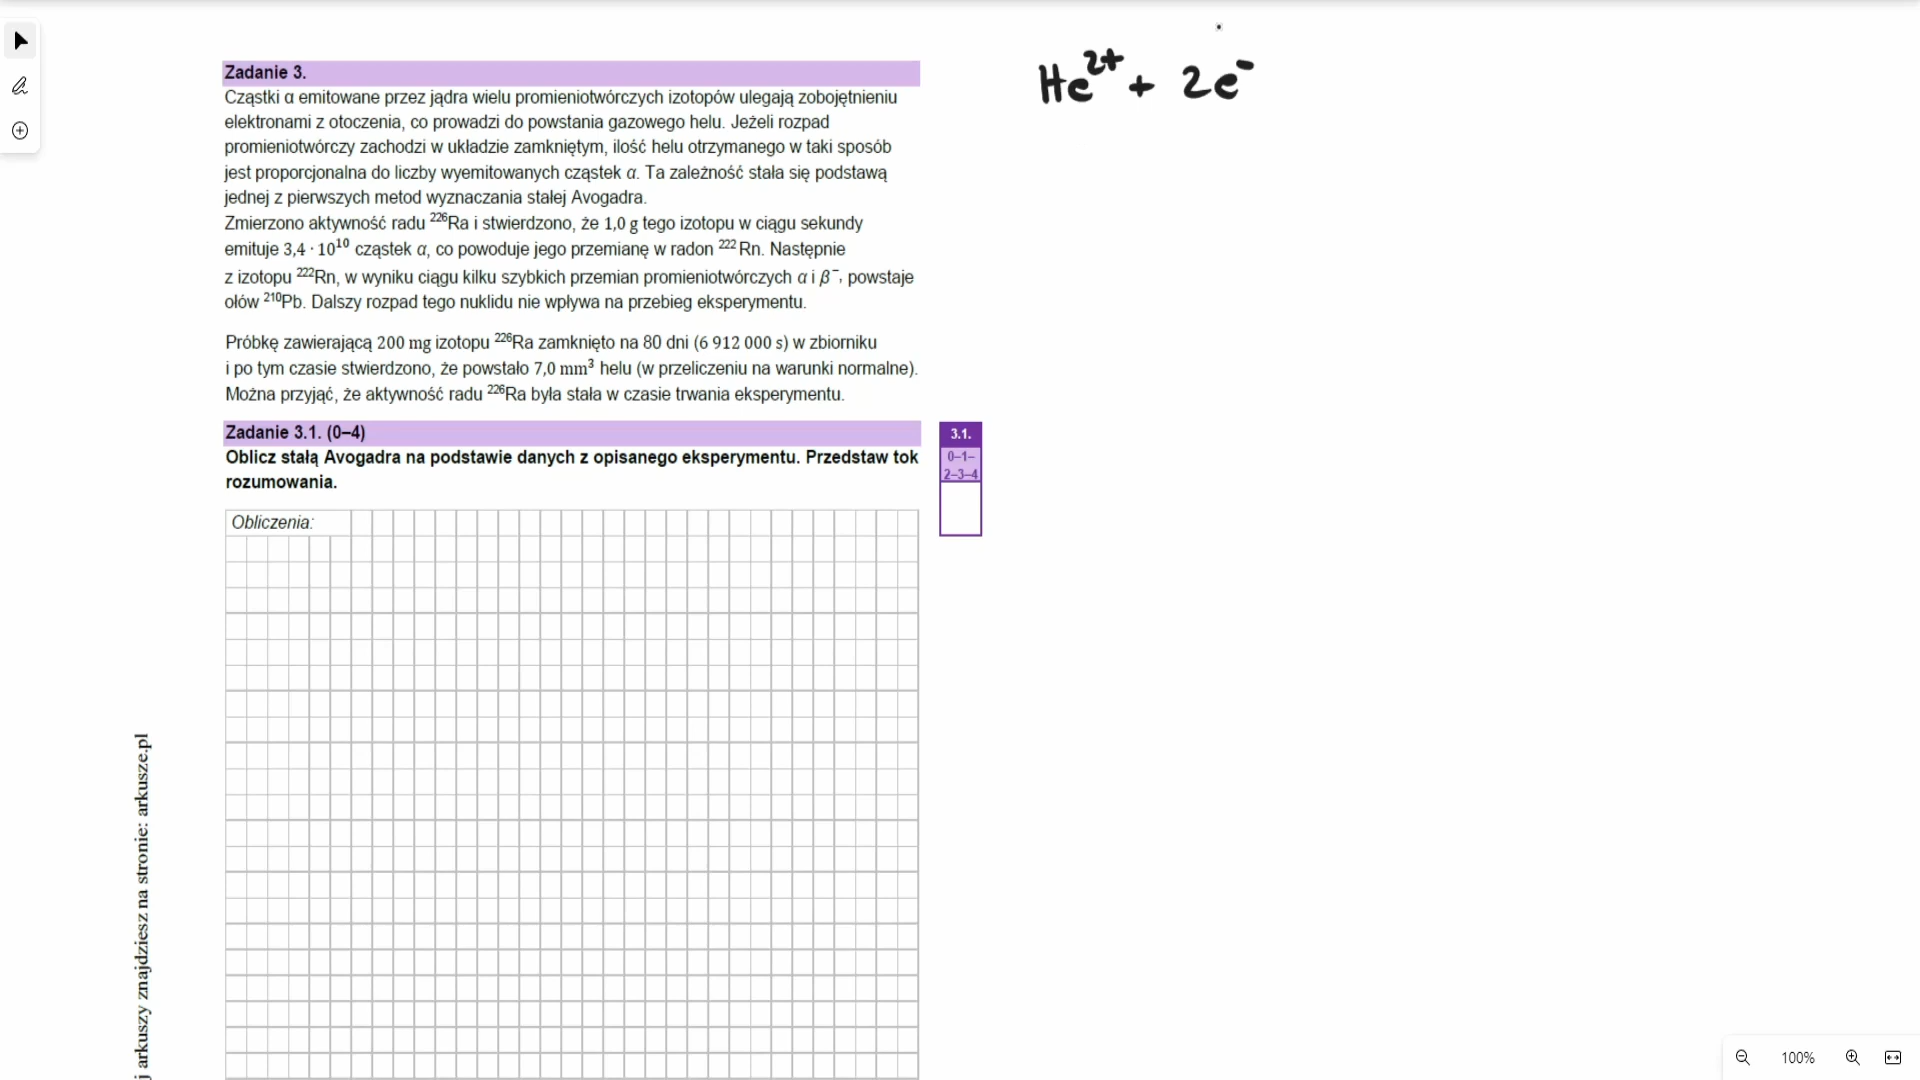 Zadanie 3.
Cząstki α emitowane przez jądra wielu promieniotwórczych izotopów ulegają zobojętnieniu
elektronami z otoczenia, co prowadzi do powstania gazowego helu. Jeżeli rozpad
promieniotwórczy zachodzi w układzie zamkniętym, ilość helu otrzymanego w taki sposób
jest proporcjonalna do liczby wyemitowanych cząstek α. Ta zależność stała się podstawą
jednej z pierwszych metod wyznaczania stałej Avogadra.
Zmierzono aktywność radu ²²⁶Ra i stwierdzono, że 1,0 g tego izotopu w ciągu sekundy
emituje 3,4 · 10¹⁰ cząstek α, co powoduje jego przemianę w radon ²²² Rn. Następnie
z izotopu ²²²Rn, w wyniku ciągu kilku szybkich przemian promieniotwórczych α i β⁻, powstaje
ołów ²¹⁰Pb. Dalszy rozpad tego nuklidu nie wpływa na przebieg eksperymentu.
Próbkę zawierającą 200 mg izotopu ²²⁶Ra zamknięto na 80 dni (6 912 000 s) w zbiorniku
i po tym czasie stwierdzono, że powstało 7,0 mm³ helu (w przeliczeniu na warunki normalne).
Można przyjąć, że aktywność radu ²²⁶Ra była stała w czasie trwania eksperymentu.
Zadanie 3.1. (0–4)
Oblicz stałą Avogadra na podstawie danych z opisanego eksperymentu. Przedstaw tok
rozumowania.
Obliczenia:
3.1.
0–1–
2–3–4
He²⁺ + 2e⁻
j arkuszy znajdziesz na stronie: arkusze.pl
100%